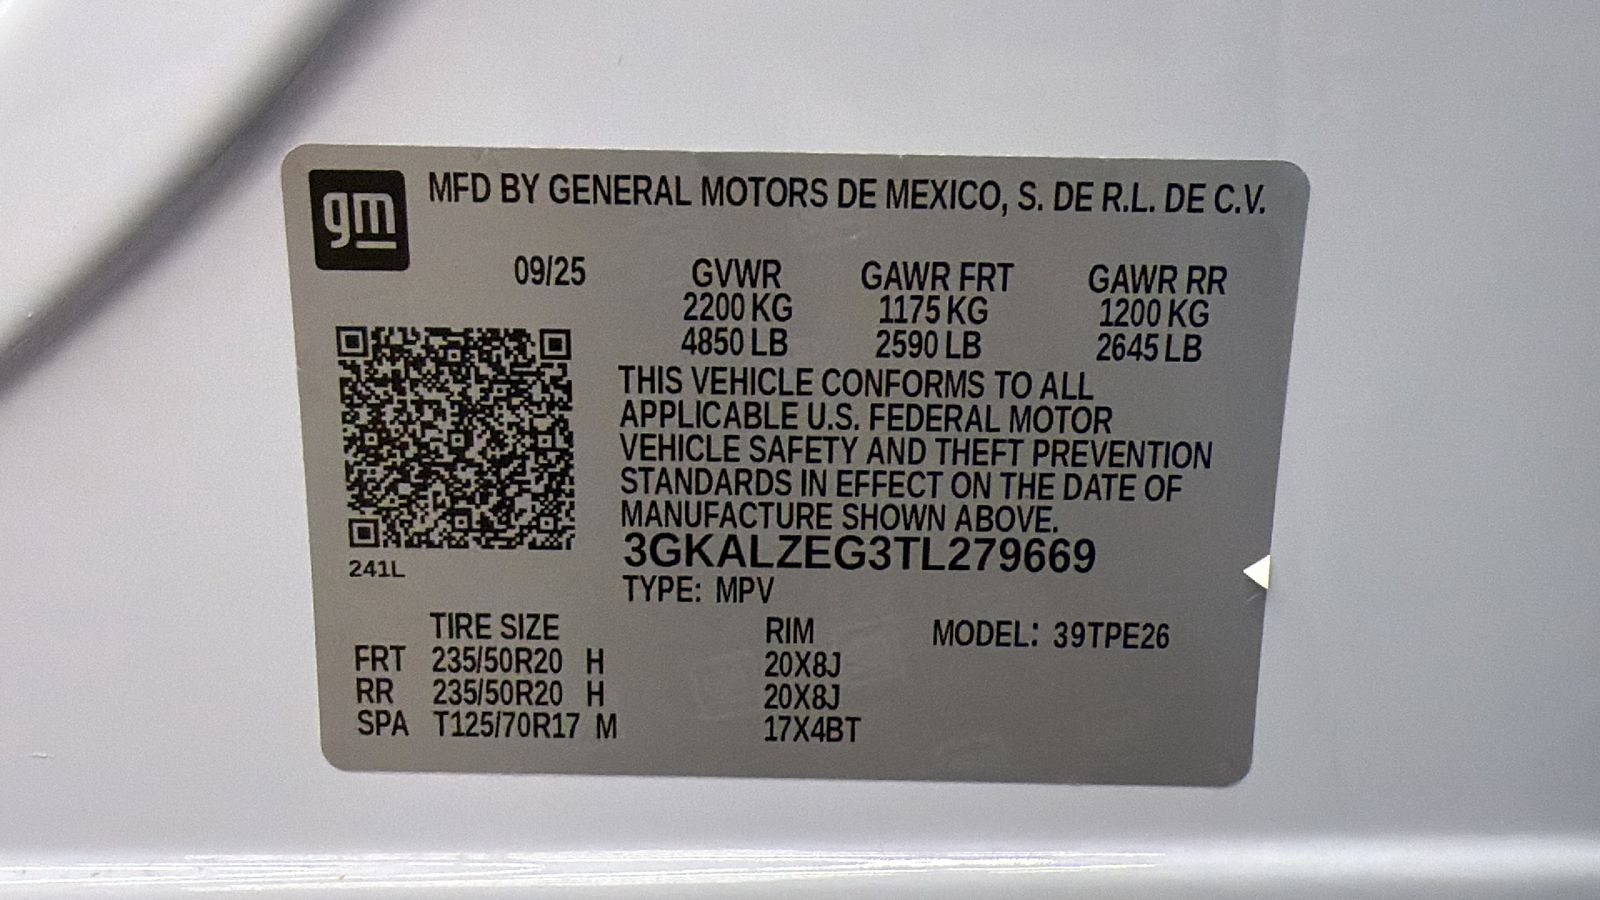 gm
MFD BY GENERAL MOTORS DE MEXICO, S. DE R.L. DE C.V.
09/25 GVWR GAWR FRT GAWR RR
2200 KG 1175 KG 1200 KG
4850 LB 2590 LB 2645 LB
THIS VEHICLE CONFORMS TO ALL
APPLICABLE U.S. FEDERAL MOTOR
VEHICLE SAFETY AND THEFT PREVENTION
STANDARDS IN EFFECT ON THE DATE OF
MANUFACTURE SHOWN ABOVE.
3GKALZEG3TL279669
241L
TYPE: MPV
TIRE SIZE RIM MODEL: 39TPE26
FRT 235/50R20 H 20X8J
RR 235/50R20 H 20X8J
SPA T125/70R17 M 17X4BT